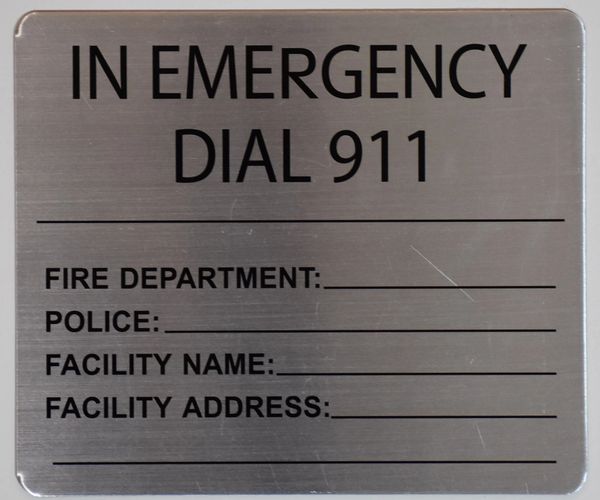 IN EMERGENCY
DIAL 911
FIRE DEPARTMENT:
POLICE:
FACILITY NAME:
FACILITY ADDRESS: